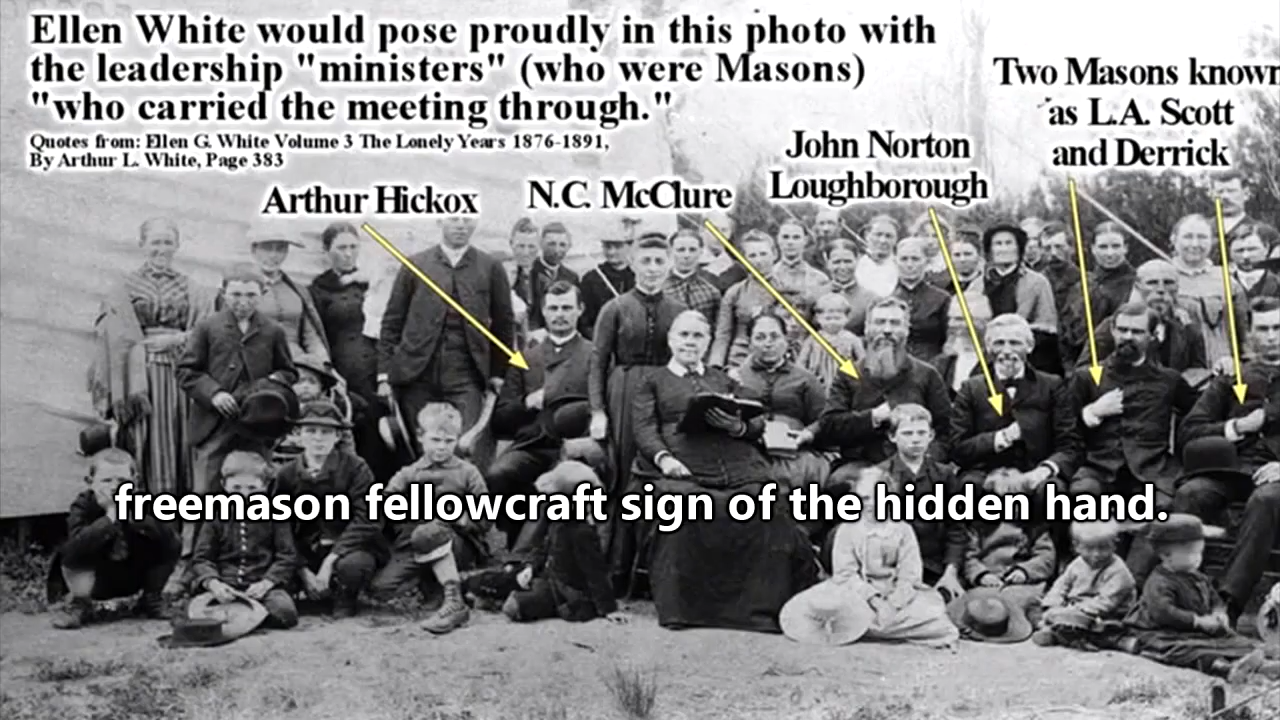 Ellen White would pose proudly in this photo with
the leadership "ministers" (who were Masons)
"who carried the meeting through."
Quotes from: Ellen G. White Volume 3 The Lonely Years 1876-1891,
By Arthur L. White, Page 383
Two Masons known
as L.A. Scott
and Derrick
John Norton
Loughborough
N.C. McClure
Arthur Hickox
freemason fellowcraft sign of the hidden hand.